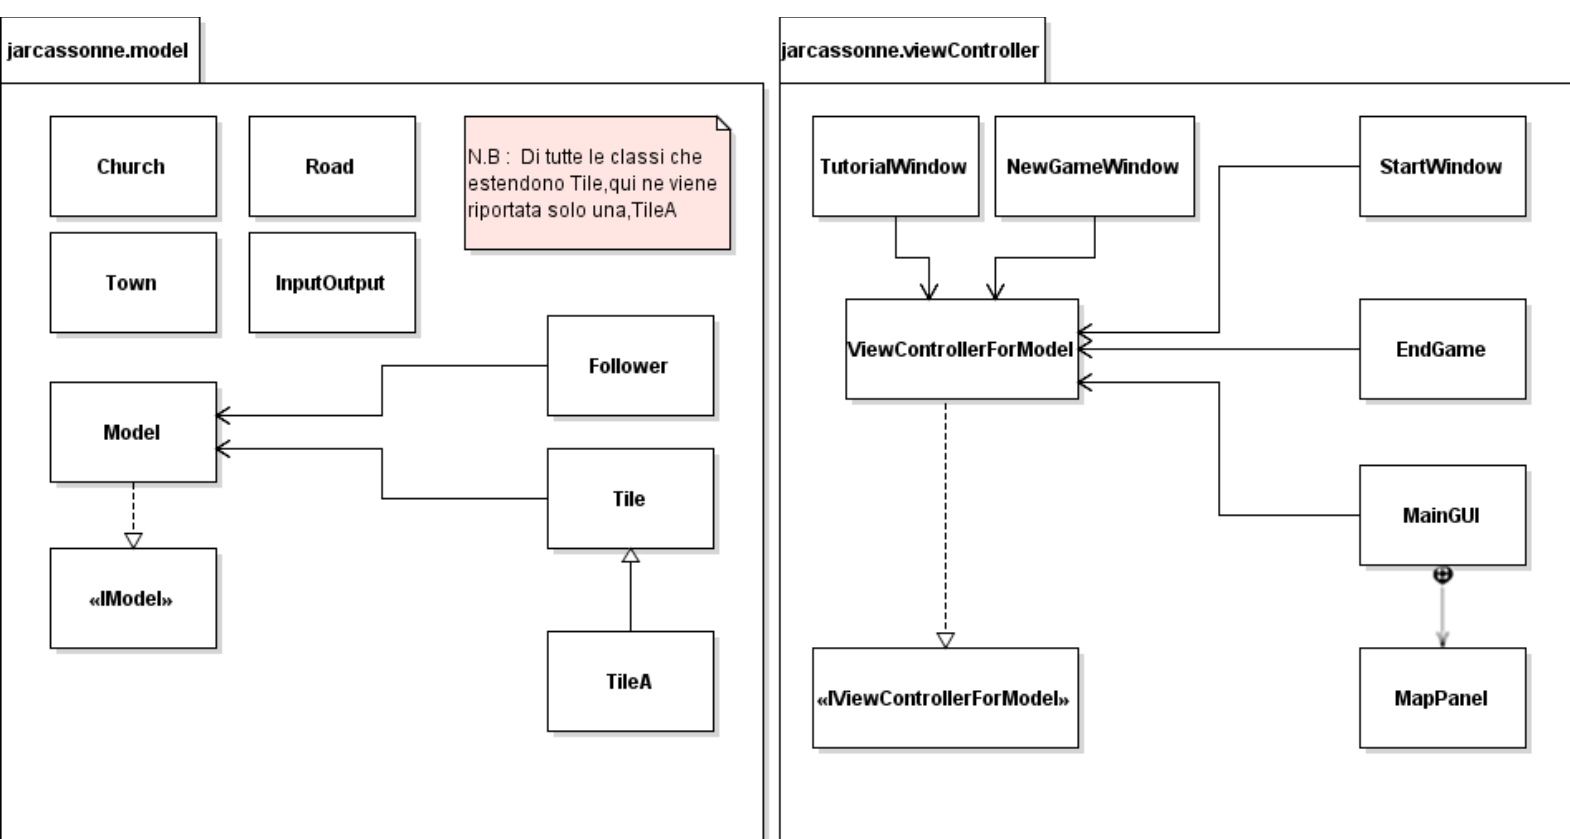 jarcassonne.model
Church
Road
N.B : Di tutte le classi che
estendono Tile,qui ne viene
riportata solo una,TileA
Town
InputOutput
Follower
Model
Tile
«IModel»
TileA
jarcassonne.viewController
TutorialWindow
NewGameWindow
StartWindow
ViewControllerForModel
EndGame
MainGUI
«IViewControllerForModel»
MapPanel